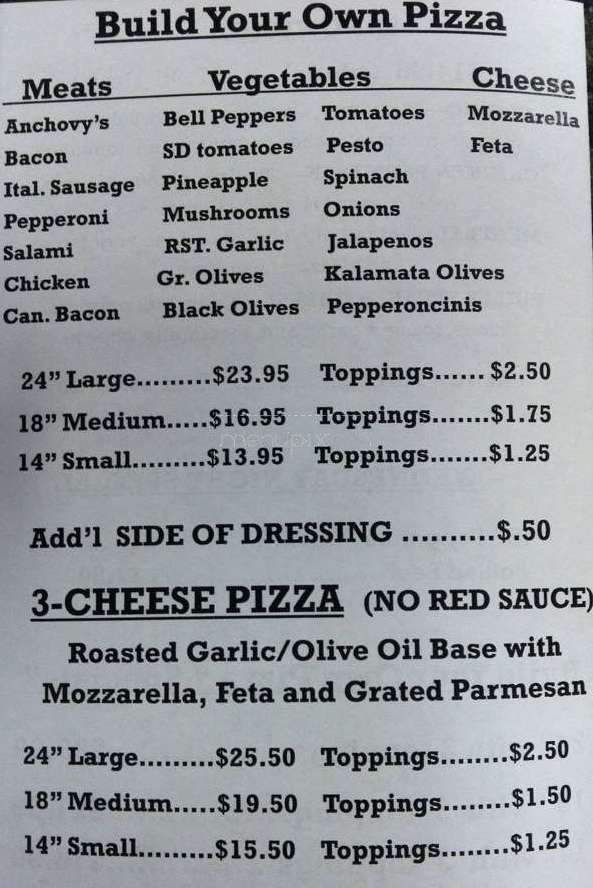 Build Your Own Pizza
Meats Vegetables Cheese
Anchovy's Bell Peppers Tomatoes Mozzarella
Bacon SD tomatoes Pesto Feta
Ital. Sausage Pineapple Spinach
Pepperoni Mushrooms Onions
Salami RST. Garlic Jalapenos
Chicken Gr. Olives Kalamata Olives
Can. Bacon Black Olives Pepperoncinis
24” Large.........$23.95 Toppings...... $2.50
18” Medium.....$16.95 Toppings.......$1.75
menupix
14” Small.........$13.95 Toppings.......$1.25
Add'l SIDE OF DRESSING ..........$.50
3-CHEESE PIZZA (NO RED SAUCE)
Roasted Garlic/Olive Oil Base with
Mozzarella, Feta and Grated Parmesan
24” Large.........$25.50 Toppings........$2.50
18” Medium.....$19.50 Toppings........$1.50
14” Small.........$15.50 Toppings........$1.25